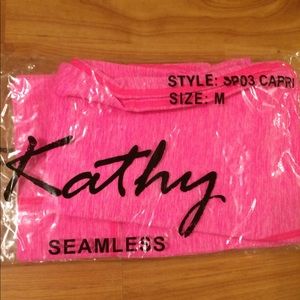 STYLE: SP03 CAPRI
SIZE: M
Kathy
SEAMLESS